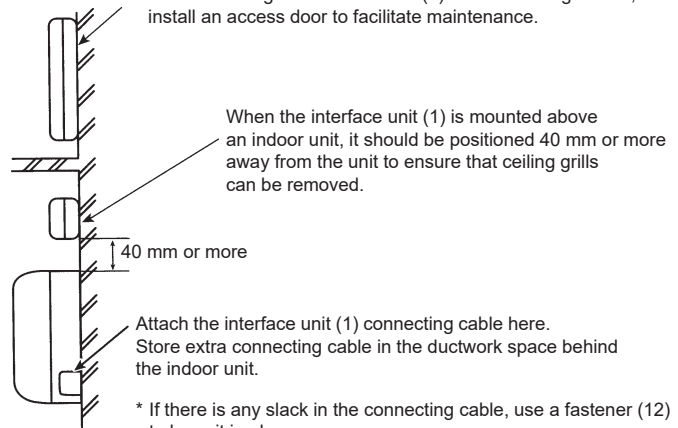 install an access door to facilitate maintenance.
When the interface unit (1) is mounted above
an indoor unit, it should be positioned 40 mm or more
away from the unit to ensure that ceiling grills
can be removed.
40 mm or more
Attach the interface unit (1) connecting cable here.
Store extra connecting cable in the ductwork space behind
the indoor unit.
* If there is any slack in the connecting cable, use a fastener (12)